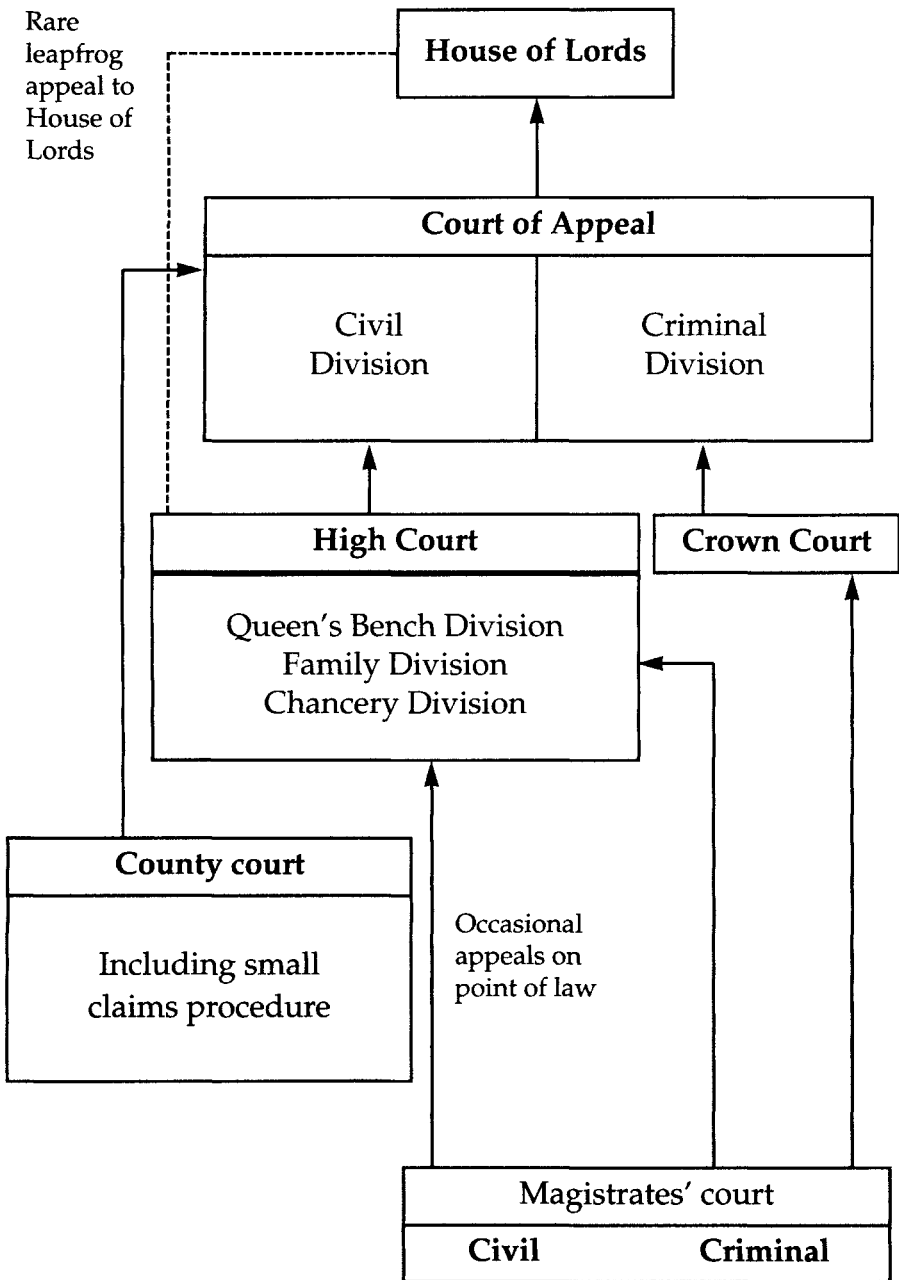 Rare
leapfrog
appeal to
House of
Lords
House of Lords
Court of Appeal
Civil
Division
Criminal
Division
High Court
Queen's Bench Division
Family Division
Chancery Division
Crown Court
County court
Including small
claims procedure
Occasional
appeals on
point of law
Magistrates' court
Civil
Criminal